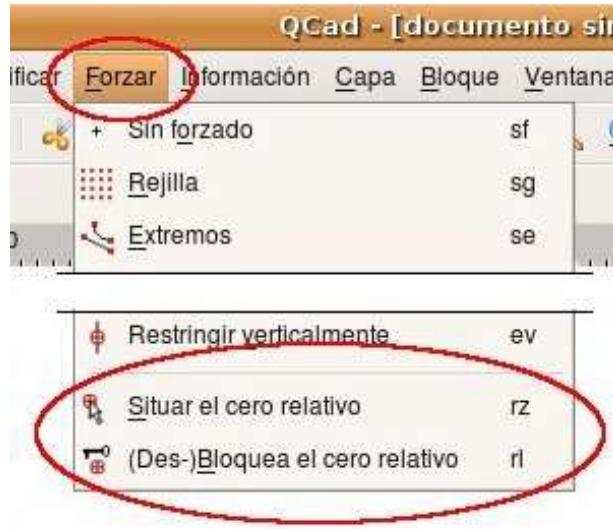 QCad - [documento sin
ificar Forzar Información Capa Bloque Ventana
Sin forzado sf
Rejilla sg
Extremos se
Restringir verticalmente ev
Situar el cero relativo rz
(Des-)Bloquea el cero relativo rl